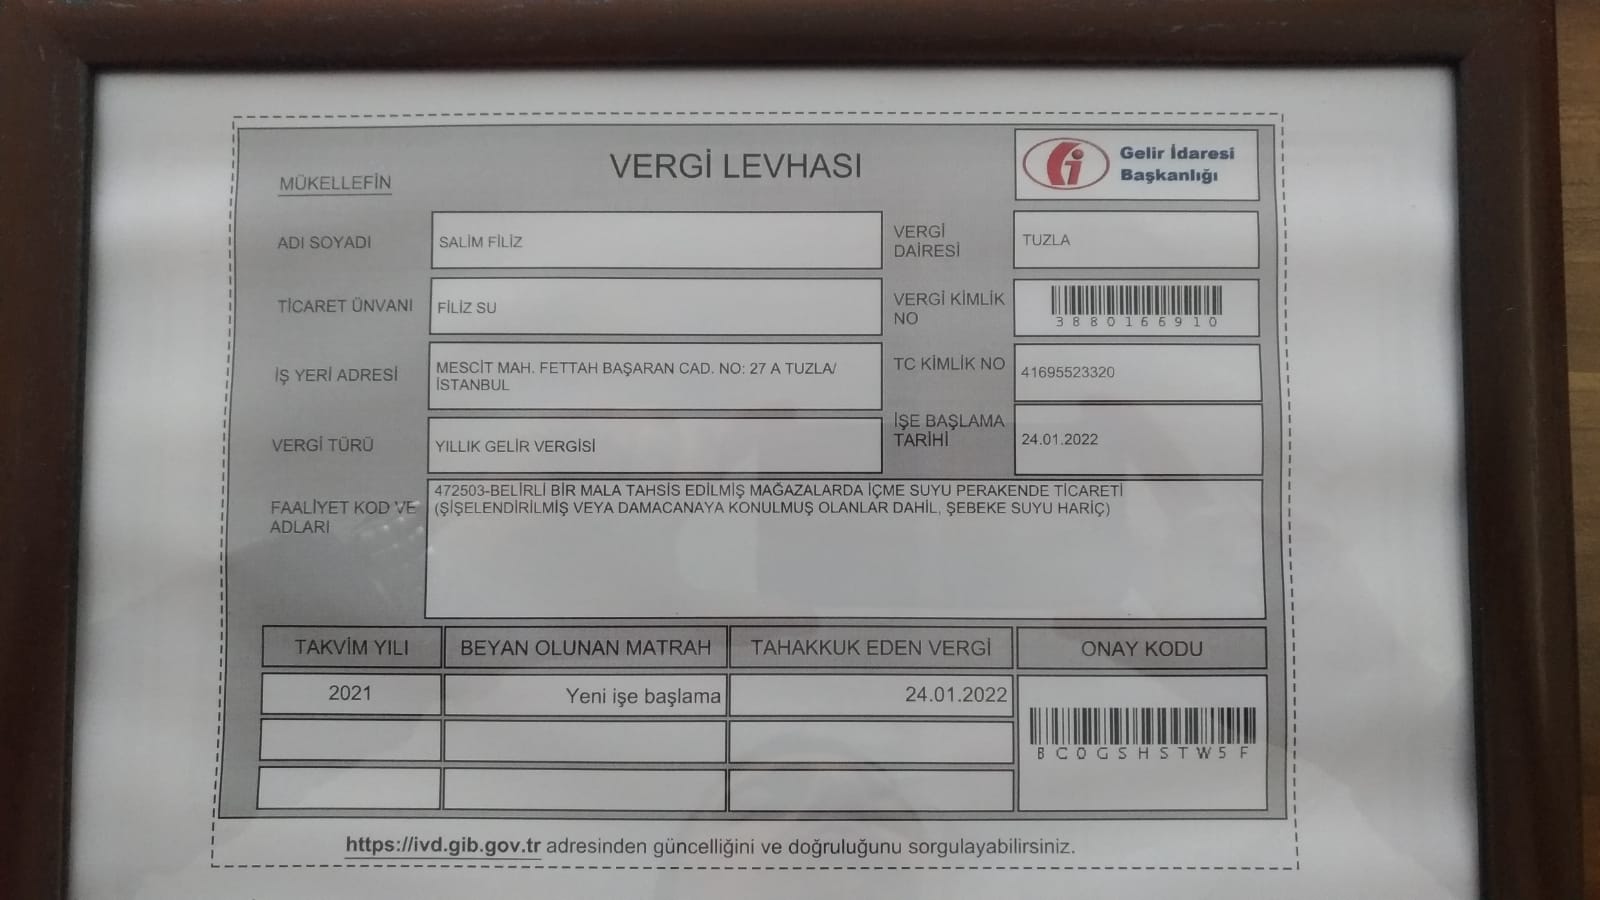 MÜKELLEFİN
VERGİ LEVHASI
Gelir İdaresi
Başkanlığı
ADI SOYADI
SALİM FİLİZ
VERGİ
DAİRESİ
TUZLA
TİCARET ÜNVANI
FİLİZ SU
VERGİ KİMLİK
NO
3880166910
İŞ YERİ ADRESİ
MESCİT MAH. FETTAH BAŞARAN CAD. NO: 27 A TUZLA/
İSTANBUL
TC KİMLİK NO
41695523320
VERGİ TÜRÜ
YILLIK GELİR VERGİSİ
İŞE BAŞLAMA
TARİHİ
24.01.2022
FAALİYET KOD VE
ADLARI
472503-BELİRLİ BİR MALA TAHSİS EDİLMİŞ MAĞAZALARDA İÇME SUYU PERAKENDE TİCARETİ
(ŞİŞELENDİRİLMİŞ VEYA DAMACANAYA KONULMUŞ OLANLAR DAHİL, ŞEBEKE SUYU HARİÇ)
TAKVİM YILI BEYAN OLUNAN MATRAH TAHAKKUK EDEN VERGİ ONAY KODU
2021 Yeni işe başlama 24.01.2022
BC0GSHSTW5F
https://ivd.gib.gov.tr adresinden güncelliğini ve doğruluğunu sorgulayabilirsiniz.